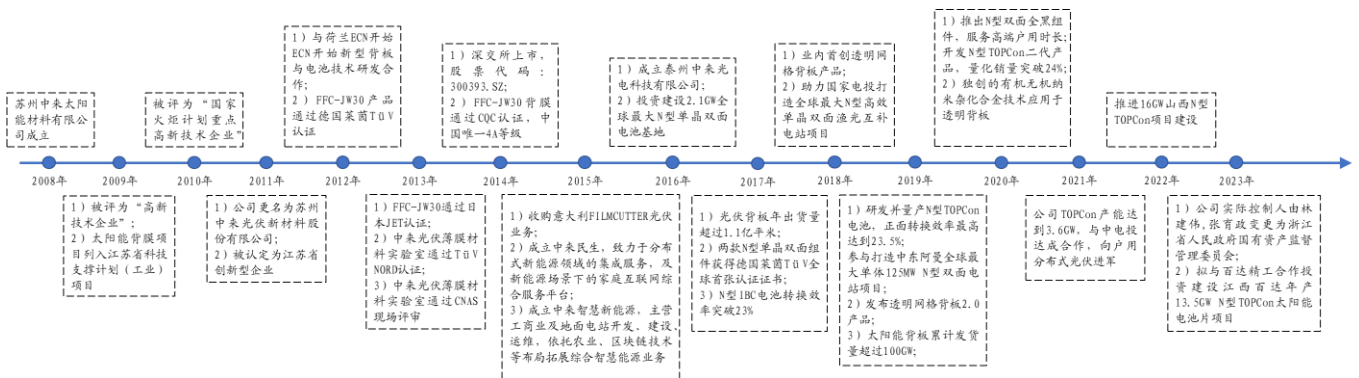 苏州中来太阳
能材料有限公
司成立
被评为“国家
火炬计划重点
高新技术企业”
1）与荷兰ECN开始
ECN开始新型背板
与电池技术研发合
作；
2）FFC-JW30产品
通过德国莱茵TüV
认证
1）深交所上市，
股票代码：
300393.SZ；
2）FFC-JW30背膜
通过CQC认证，中
国唯一4A等级
1）成立泰州中来光
电科技有限公司；
2）投资建设2.1GW全
球最大N型单晶双面
电池基地
1）业内首创透明网
格背板产品；
2）助力国家电投打
造全球最大N型高效
单晶双面渔光互补
电站项目
1）推出N型双面全黑组
件，服务高端户用时长；
开发N型TOPCon二代产
品，量化销量突破24%；
2）独创的有机无机纳
米杂化合金技术应用于
透明背板
推进16GW山西N型
TOPCon项目建设
2008年
2009年
2010年
2011年
2012年
2013年
2014年
2015年
2016年
2017年
2018年
2019年
2020年
2021年
2022年
2023年
1）被评为“高新
技术企业”；
2）太阳能背膜项
目列入江苏省科技
支撑计划（工业）
项目
1）公司更名为苏州
中来光伏新材料股
份有限公司；
2）被认定为江苏省
创新型企业
1）FFC-JW30通过日
本JET认证；
2）中来光伏薄膜材
料实验室通过TüV
NORD认证；
3）中来光伏薄膜材
料实验室通过CNAS
现场评审
1）收购意大利FILMCUTTER光伏
业务；
2）成立中来民生，致力于分布
式新能源领域的集成服务，及
新能源场景下的家庭互联网综
合服务平台；
3）成立中来智慧新能源，主营
工商业及地面电站开发、建设、
运维，依托农业、区块链技术
等布局拓展综合智慧能源业务
1）光伏背板年出货量
超过1.1亿平米；
2）两款N型单晶双面组
件获得德国莱茵TüV全
球首张认证证书；
3）N型IBC电池转换效
率突破23%
1）研发并量产N型TOPCon
电池，正面转换效率最高
达到23.5%；
参与打造中东阿曼全球最
大单体125MW N型双面电
站项目；
2）发布透明网格背板2.0
产品；
3）太阳能背板累计发货
量超过100GW；
公司TOPCon产能达
到3.6GW，与中电投
达成合作，向户用
分布式光伏进军
1）公司实际控制人由林
建伟，张育政变更为浙江
省人民政府国有资产监督
管理委员会；
2）拟与百达精工合作投
资建设江西百达年产
13.5GW N型TOPCon太阳能
电池片项目